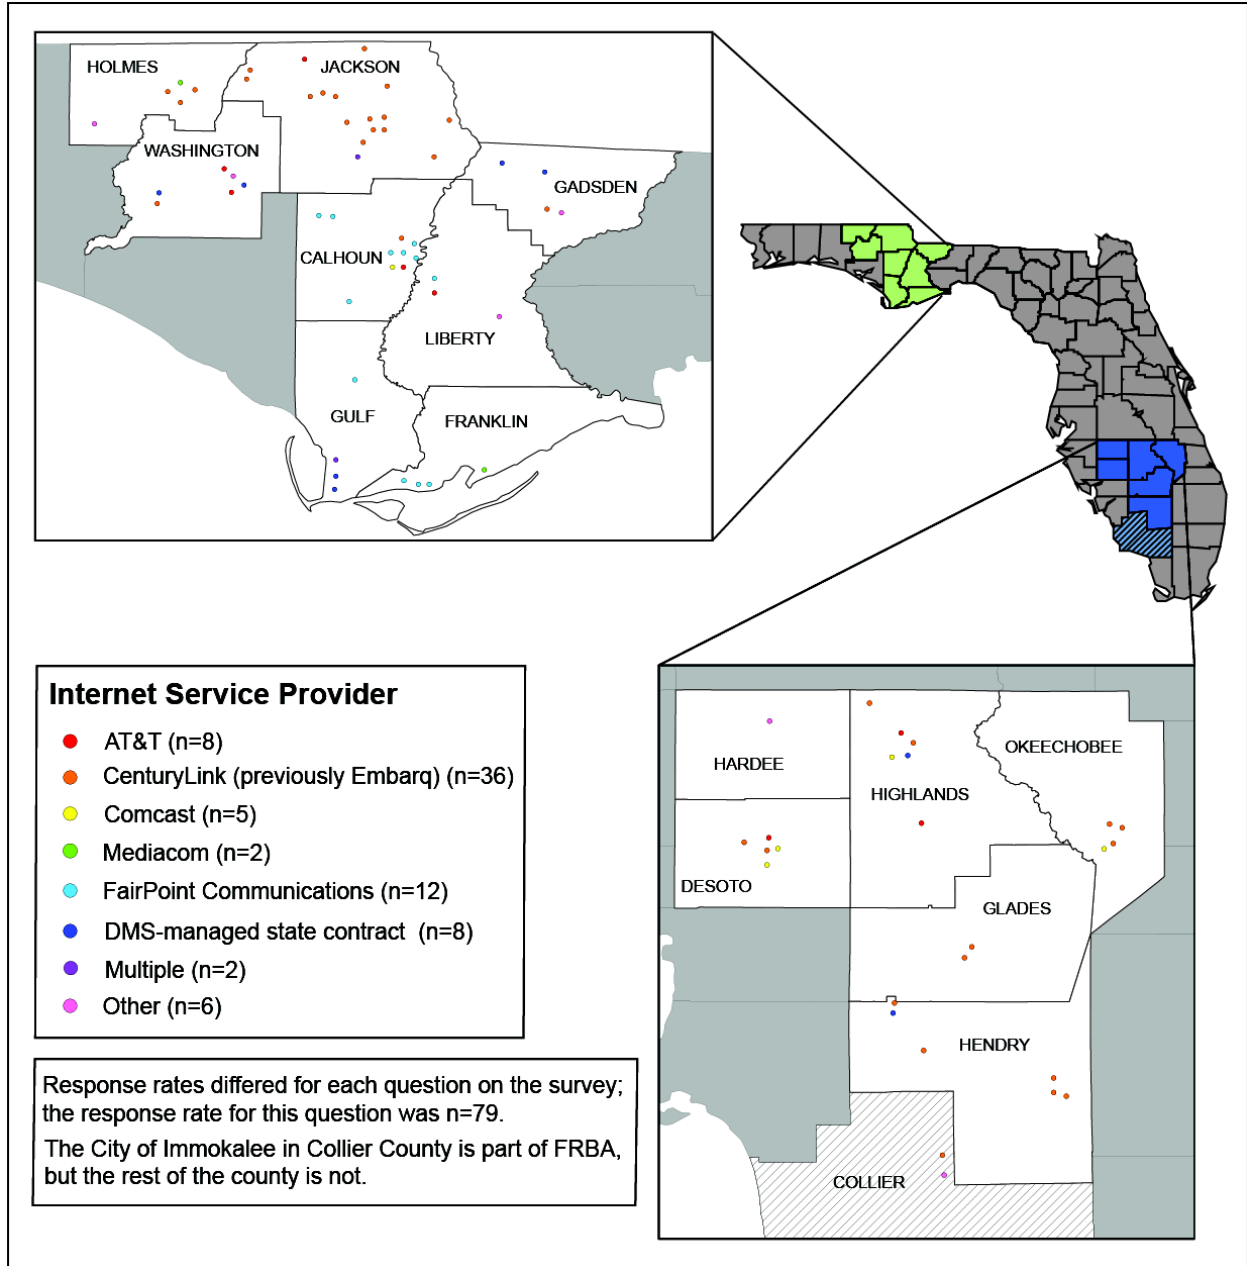 HOLMES
JACKSON
WASHINGTON
GADSDEN
CALHOUN
LIBERTY
GULF
FRANKLIN
Internet Service Provider
AT&T (n=8)
CenturyLink (previously Embarq) (n=36)
Comcast (n=5)
Mediacom (n=2)
FairPoint Communications (n=12)
DMS-managed state contract (n=8)
Multiple (n=2)
Other (n=6)
Response rates differed for each question on the survey;
the response rate for this question was n=79.
The City of Immokalee in Collier County is part of FRBA,
but the rest of the county is not.
OKEECHOBEE
HARDEE
HIGHLANDS
DESOTO
GLADES
HENDRY
COLLIER